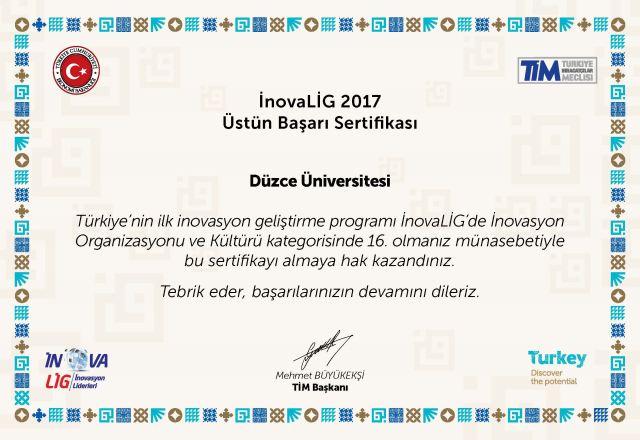 TÜRKİYE CUMHURİYETİ
EKONOMİ BAKANLIĞI
TİM TÜRKİYE
İHRACATÇILAR
MECLİSİ
İnovaLİG 2017
Üstün Başarı Sertifikası
Düzce Üniversitesi
Türkiye’nin ilk inovasyon geliştirme programı İnovaLİG’de İnovasyon
Organizasyonu ve Kültürü kategorisinde 16. olmanız münasebetiyle
bu sertifikayı almaya hak kazandınız.
Tebrik eder, başarılarınızın devamını dileriz.
İNOVA
LİG İnovasyon
Liderleri
Mehmet BÜYÜKEKŞİ
TİM Başkanı
Turkey
Discover
the potential